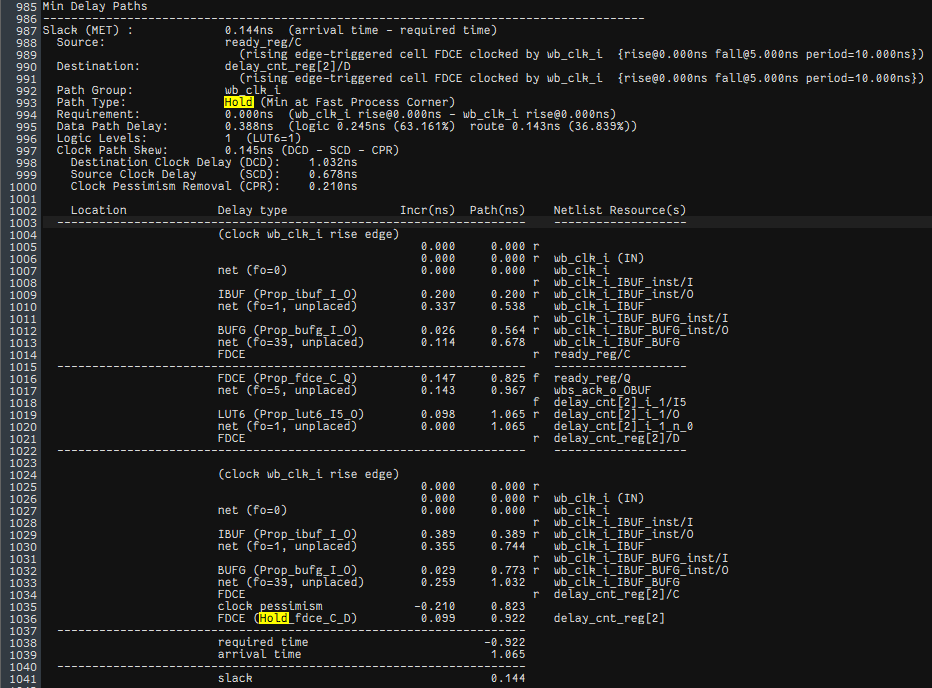 985 Min Delay Paths
986 --------------------------------------------------------------------------------------
987 Slack (MET) :             0.144ns  (arrival time - required time)
988   Source:                 ready_reg/C
989                             (rising edge-triggered cell FDCE clocked by wb_clk_i  {rise@0.000ns fall@5.000ns period=10.000ns})
990   Destination:            delay_cnt_reg[2]/D
991                             (rising edge-triggered cell FDCE clocked by wb_clk_i  {rise@0.000ns fall@5.000ns period=10.000ns})
992   Path Group:             wb_clk_i
993   Path Type:              Hold (Min at Fast Process Corner)
994   Requirement:            0.000ns  (wb_clk_i rise@0.000ns - wb_clk_i rise@0.000ns)
995   Data Path Delay:        0.388ns  (logic 0.245ns (63.161%)  route 0.143ns (36.839%))
996   Logic Levels:           1  (LUT6=1)
997   Clock Path Skew:        0.145ns (DCD - SCD - CPR)
998     Destination Clock Delay (DCD):    1.032ns
999     Source Clock Delay      (SCD):    0.678ns
1000     Clock Pessimism Removal (CPR):    0.210ns
1001
1002     Location             Delay type                Incr(ns)  Path(ns)    Netlist Resource(s)
1003   -------------------------------------------------------------------    -------------------
1004                          (clock wb_clk_i rise edge)
1005                                                     0.000     0.000 r
1006                                                     0.000     0.000 r  wb_clk_i (IN)
1007                          net (fo=0)                 0.000     0.000    wb_clk_i
1008                                                                     r  wb_clk_i_IBUF_inst/I
1009                          IBUF (Prop_ibuf_I_O)       0.200     0.200 r  wb_clk_i_IBUF_inst/O
1010                          net (fo=1, unplaced)       0.337     0.538    wb_clk_i_IBUF
1011                                                                     r  wb_clk_i_IBUF_BUFG_inst/I
1012                          BUFG (Prop_bufg_I_O)       0.026     0.564 r  wb_clk_i_IBUF_BUFG_inst/O
1013                          net (fo=39, unplaced)      0.114     0.678    wb_clk_i_IBUF_BUFG
1014                          FDCE                                       r  ready_reg/C
1015   -------------------------------------------------------------------    -------------------
1016                          FDCE (Prop_fdce_C_Q)       0.147     0.825 f  ready_reg/Q
1017                          net (fo=5, unplaced)       0.143     0.967    wbs_ack_o_OBUF
1018                                                                     f  delay_cnt[2]_i_1/I5
1019                          LUT6 (Prop_lut6_I5_O)      0.098     1.065 r  delay_cnt[2]_i_1/O
1020                          net (fo=1, unplaced)       0.000     1.065    delay_cnt[2]_i_1_n_0
1021                          FDCE                                       r  delay_cnt_reg[2]/D
1022   -------------------------------------------------------------------    -------------------
1023
1024                          (clock wb_clk_i rise edge)
1025                                                     0.000     0.000 r
1026                                                     0.000     0.000 r  wb_clk_i (IN)
1027                          net (fo=0)                 0.000     0.000    wb_clk_i
1028                                                                     r  wb_clk_i_IBUF_inst/I
1029                          IBUF (Prop_ibuf_I_O)       0.389     0.389 r  wb_clk_i_IBUF_inst/O
1030                          net (fo=1, unplaced)       0.355     0.744    wb_clk_i_IBUF
1031                                                                     r  wb_clk_i_IBUF_BUFG_inst/I
1032                          BUFG (Prop_bufg_I_O)       0.029     0.773 r  wb_clk_i_IBUF_BUFG_inst/O
1033                          net (fo=39, unplaced)      0.259     1.032    wb_clk_i_IBUF_BUFG
1034                          FDCE                                       r  delay_cnt_reg[2]/C
1035                          clock pessimism           -0.210     0.823
1036                          FDCE (Hold_fdce_C_D)       0.099     0.922    delay_cnt_reg[2]
1037   -------------------------------------------------------------------
1038                          required time                       -0.922
1039                          arrival time                         1.065
1040   -------------------------------------------------------------------
1041                          slack                                0.144